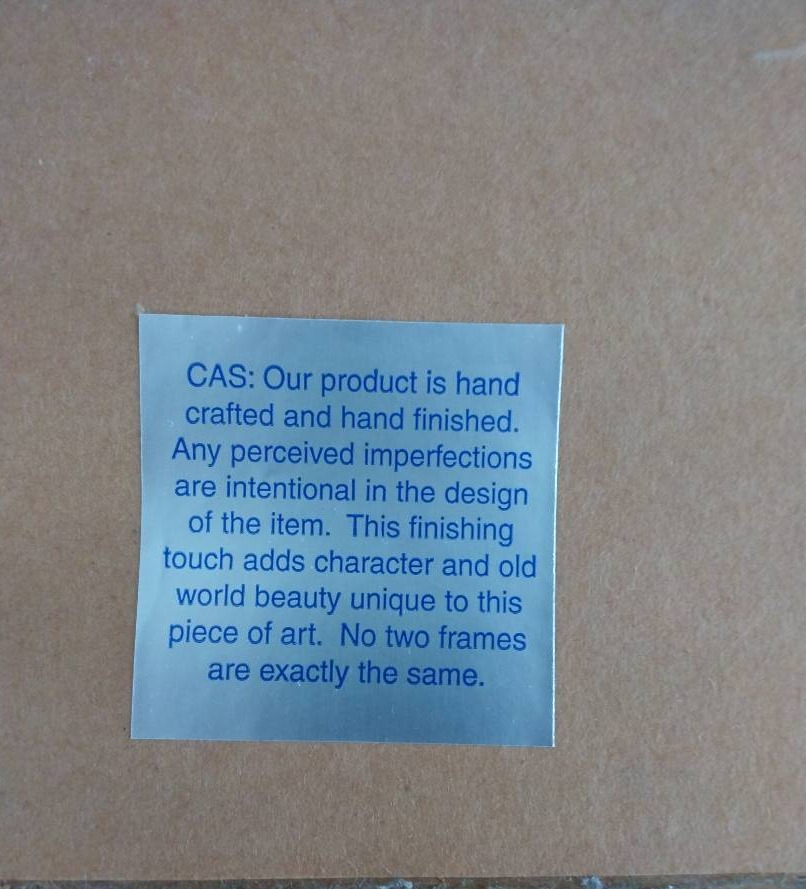 CAS: Our product is hand
crafted and hand finished.
Any perceived imperfections
are intentional in the design
of the item. This finishing
touch adds character and old
world beauty unique to this
piece of art. No two frames
are exactly the same.